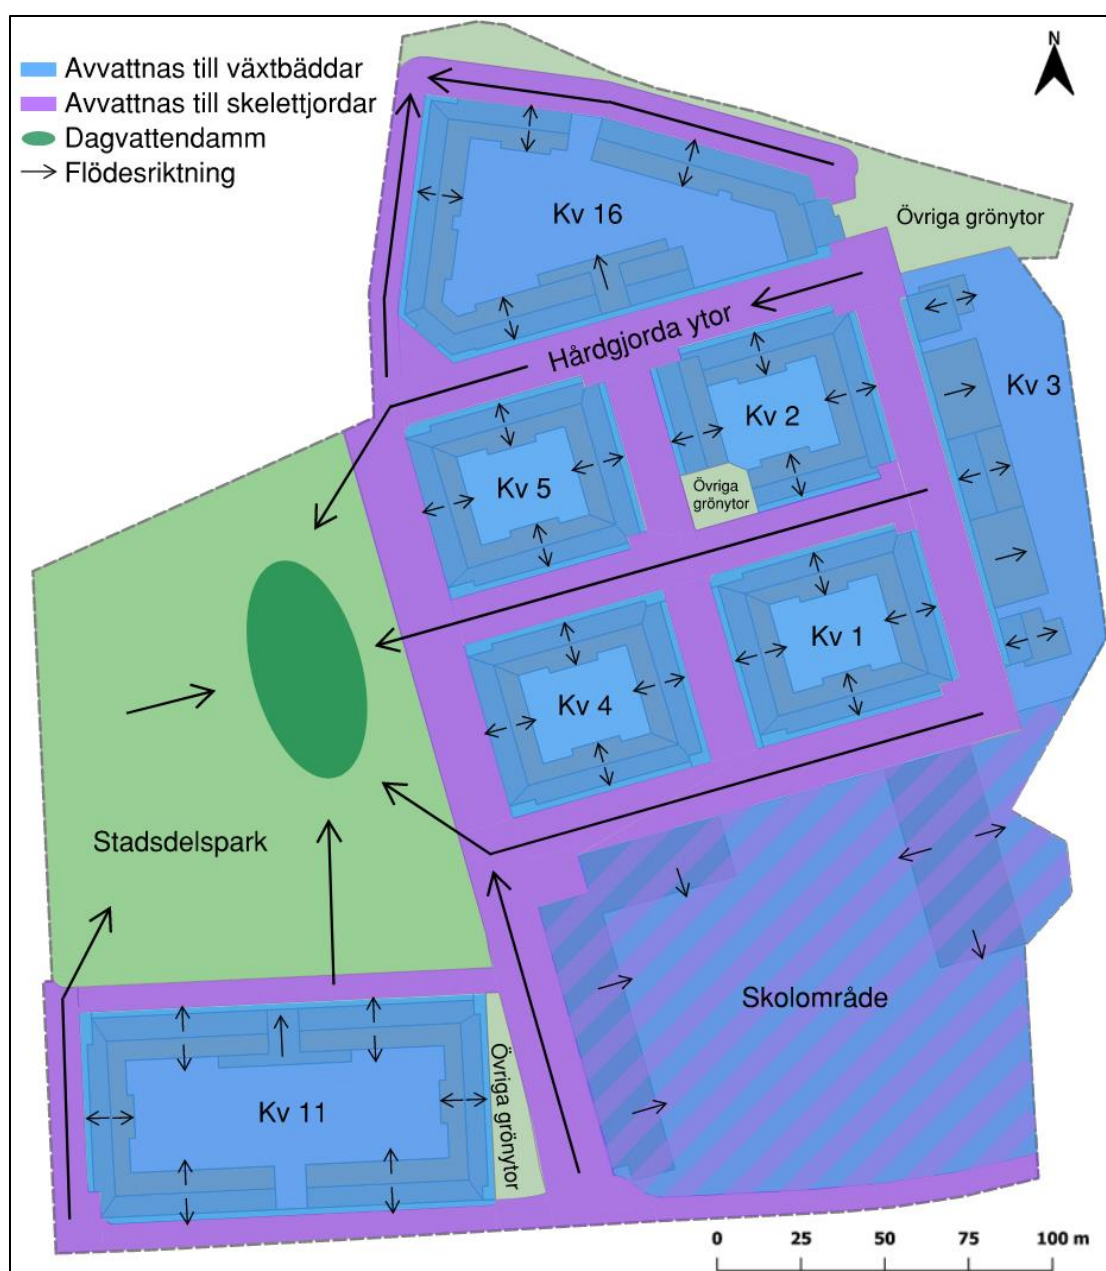 Avvattnas till växtbäddar
Avvattnas till skelettjordar
Dagvattendamm
Flödesriktning
N
Kv 16
Övriga grönytor
Hårdgjorda ytor
Kv 3
Kv 2
Kv 5
Övriga
grönytor
Kv 1
Kv 4
Stadsdelspark
Skolområde
Övriga grönytor
Kv 11
0 25 50 75 100 m